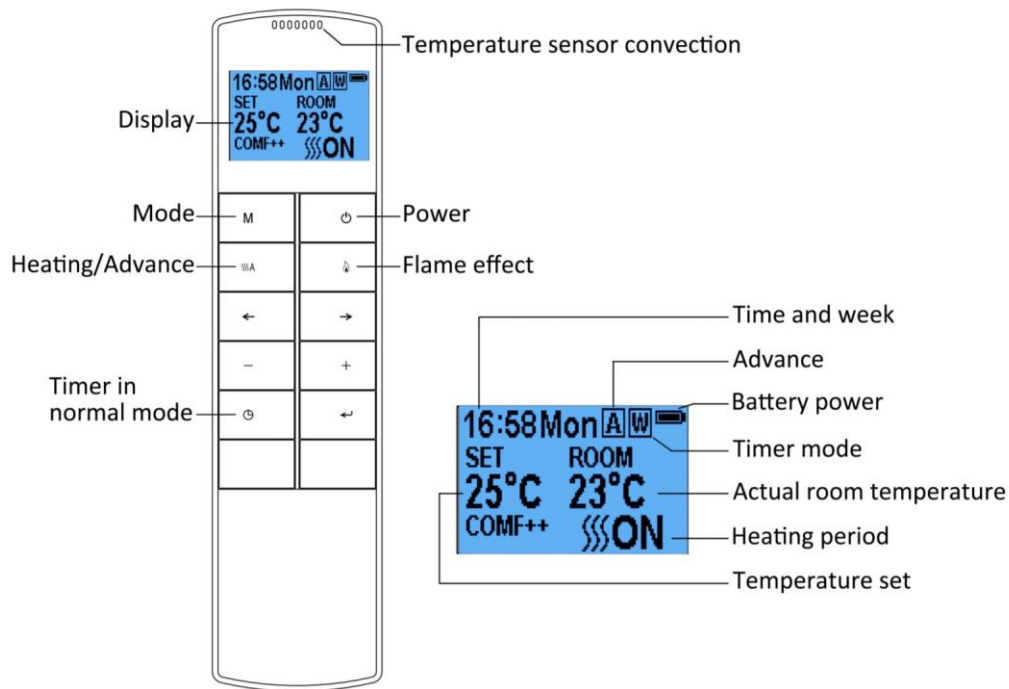 Temperature sensor convection
16:58Mon A W
SET ROOM
25°C 23°C
COMF++ ON
Display
Mode
M
Power
Heating/Advance
A
Flame effect
← →
− +
Timer in
normal mode
Time and week
Advance
Battery power
16:58Mon A W
Timer mode
SET ROOM
25°C 23°C
Actual room temperature
COMF++ ON
Heating period
Temperature set